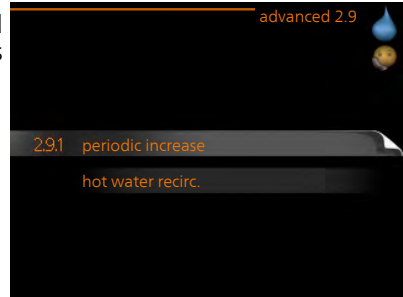 advanced 2.9
2.9.1 periodic increase
hot water recirc.